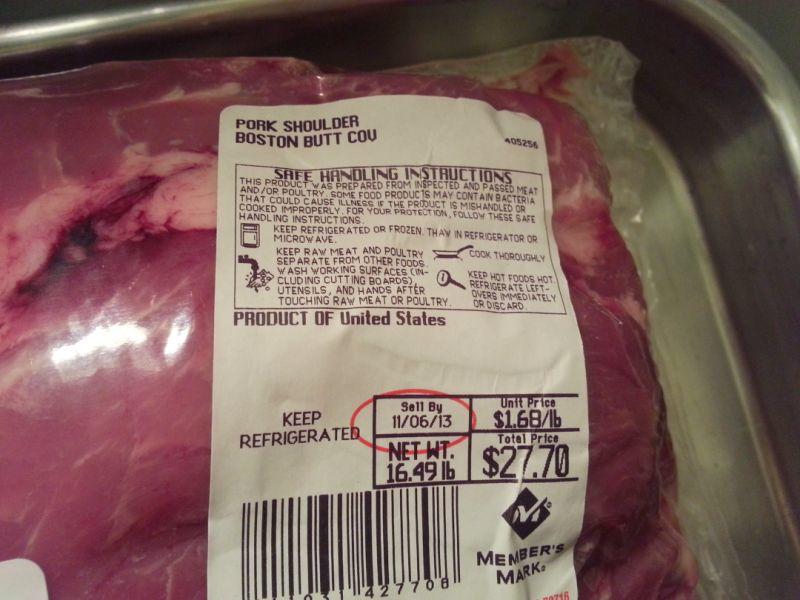 PORK SHOULDER
BOSTON BUTT COV
405256
SAFE HANDLING INSTRUCTIONS
THIS PRODUCT WAS PREPARED FROM INSPECTED AND PASSED MEAT
AND/OR POULTRY. SOME FOOD PRODUCTS MAY CONTAIN BACTERIA
THAT COULD CAUSE ILLNESS IF THE PRODUCT IS MISHANDLED OR
COOKED IMPROPERLY. FOR YOUR PROTECTION, FOLLOW THESE SAFE
HANDLING INSTRUCTIONS.
KEEP REFRIGERATED OR FROZEN. THAW IN REFRIGERATOR OR
MICROWAVE.
KEEP RAW MEAT AND POULTRY
SEPARATE FROM OTHER FOODS.
WASH WORKING SURFACES (IN-
CLUDING CUTTING BOARDS),
UTENSILS, AND HANDS AFTER
TOUCHING RAW MEAT OR POULTRY.
COOK THOROUGHLY
KEEP HOT FOODS HOT.
REFRIGERATE LEFT-
OVERS IMMEDIATELY
OR DISCARD.
PRODUCT OF United States
KEEP
REFRIGERATED
Sell By
11/06/13
Unit Price
$1.68/lb
NET WT.
16.49 lb
Total Price
$27.70
MEMBER'S
MARK®
427708